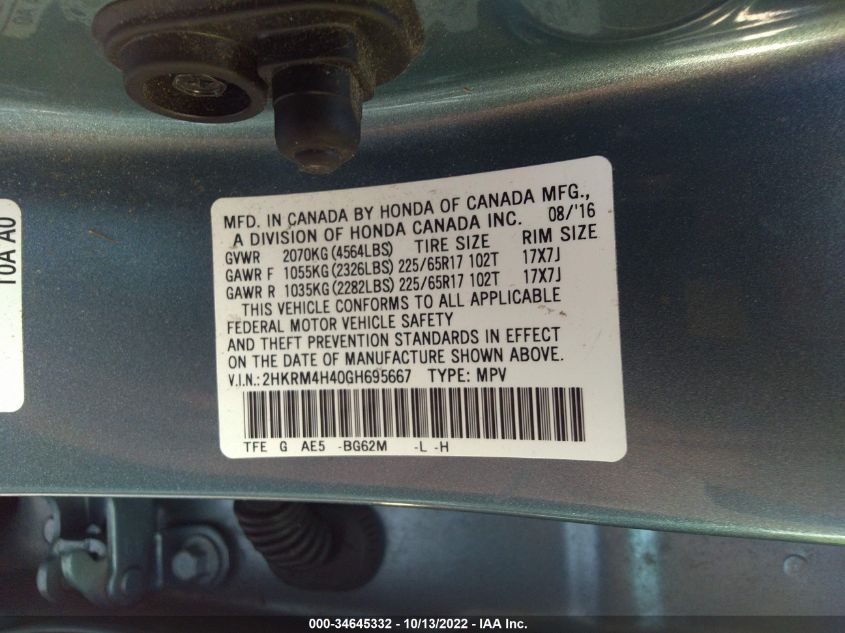 MFD. IN CANADA BY HONDA OF CANADA MFG.,
A DIVISION OF HONDA CANADA INC. 08/'16
GVWR 2070KG (4564LBS) TIRE SIZE RIM SIZE
GAWR F 1055KG (2326LBS) 225/65R17 102T 17X7J
GAWR R 1035KG (2282LBS) 225/65R17 102T 17X7J
THIS VEHICLE CONFORMS TO ALL APPLICABLE
FEDERAL MOTOR VEHICLE SAFETY
AND THEFT PREVENTION STANDARDS IN EFFECT
ON THE DATE OF MANUFACTURE SHOWN ABOVE.
V.I.N.: 2HKRM4H40GH695667 TYPE: MPV
TFE G AE5 -BG62M -L -H
000-34645332 - 10/13/2022 - IAA Inc.